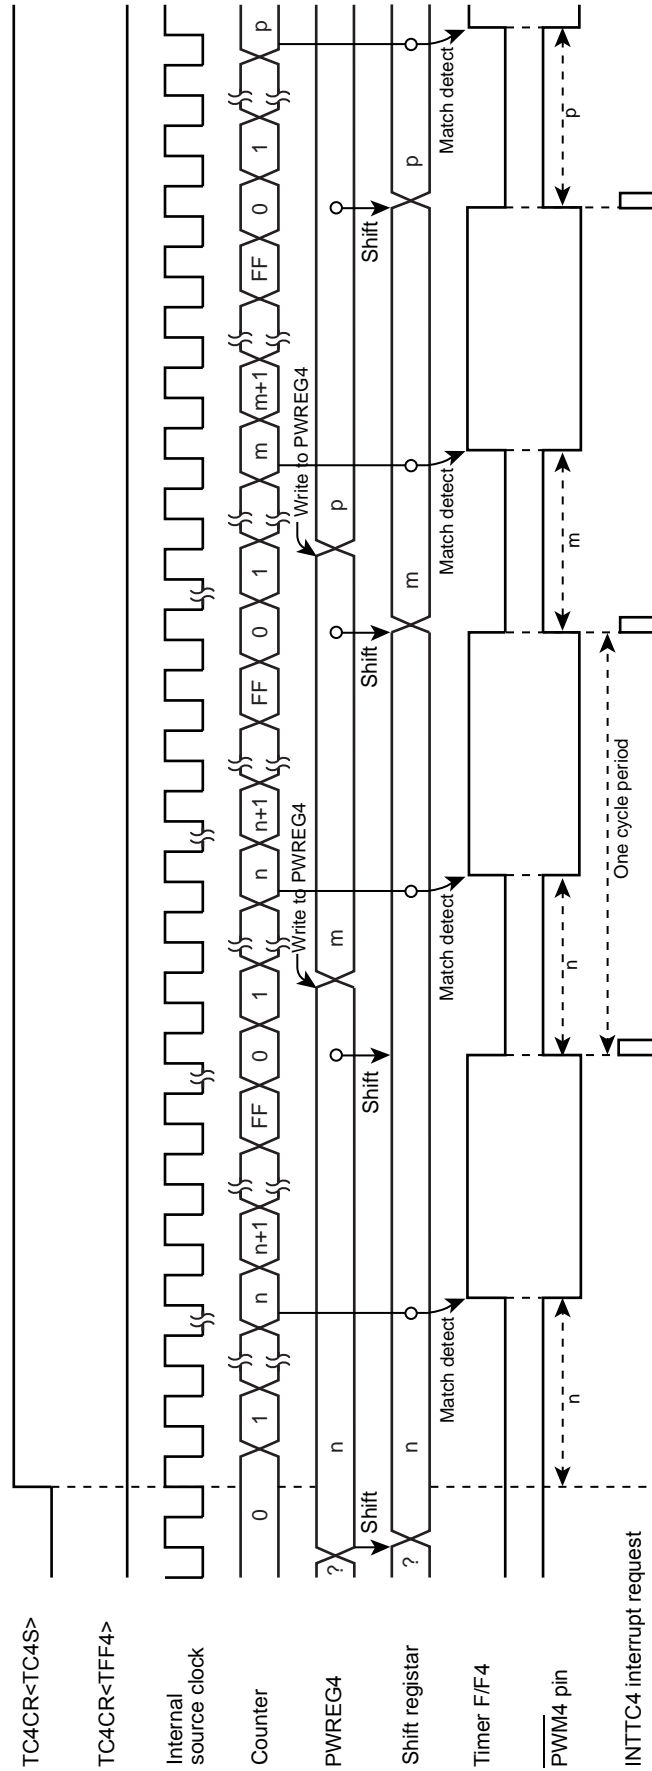 TC4CR<TC4S>
TC4CR<TFF4>
Internal
source clock
Counter
0
1
n
n+1
FF
0
1
n
n+1
FF
0
1
m
m+1
FF
0
1
p
Write to PWREG4
Write to PWREG4
PWREG4
?
n
m
p
Shift
Shift
Shift
Shift
Shift registar
?
n
m
p
Match detect
Match detect
Match detect
Match detect
Timer F/F4
PWM4 pin
n
n
m
p
One cycle period
INTTC4 interrupt request